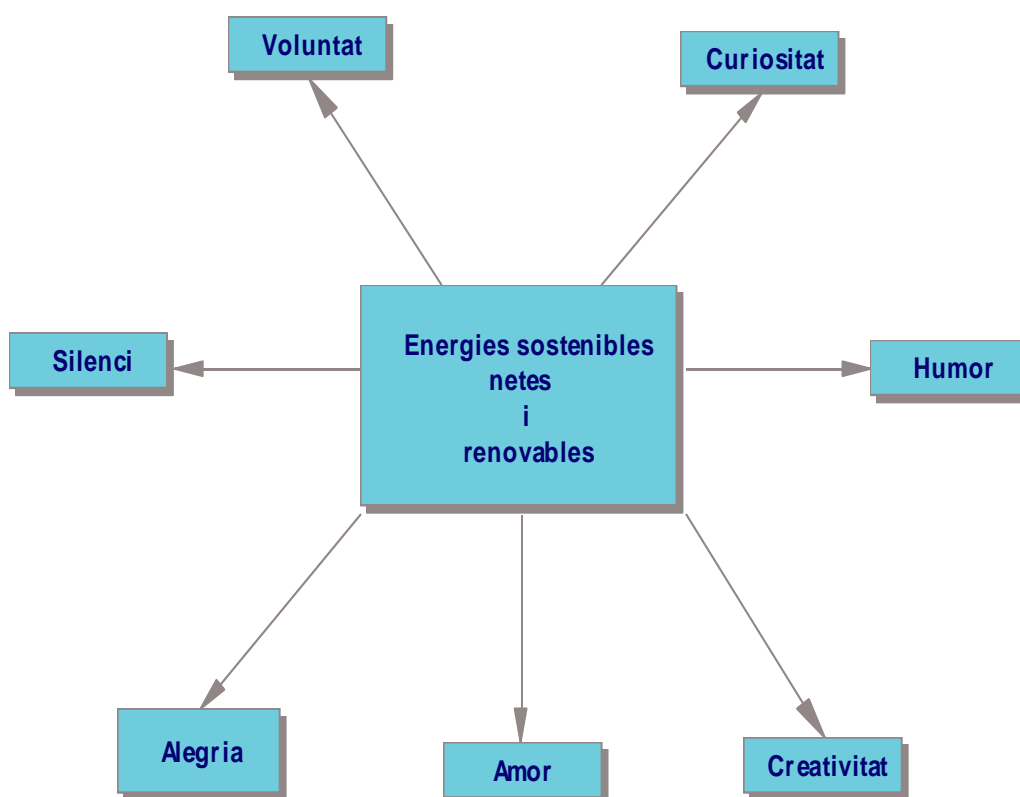 Voluntat
Curiositat
Silenci
Energies sostenibles
netes
i
renovables
Humor
Alegria
Amor
Creativitat